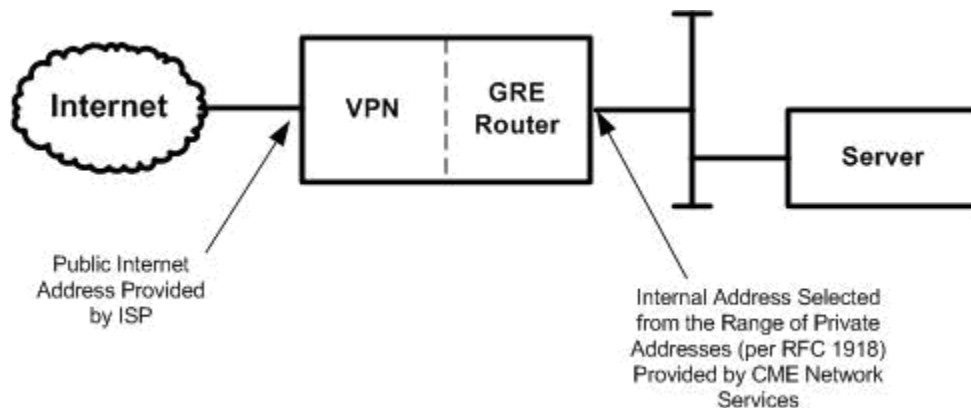 Internet
VPN
GRE
Router
Server
Public Internet
Address Provided
by ISP
Internal Address Selected
from the Range of Private
Addresses (per RFC 1918)
Provided by CME Network
Services